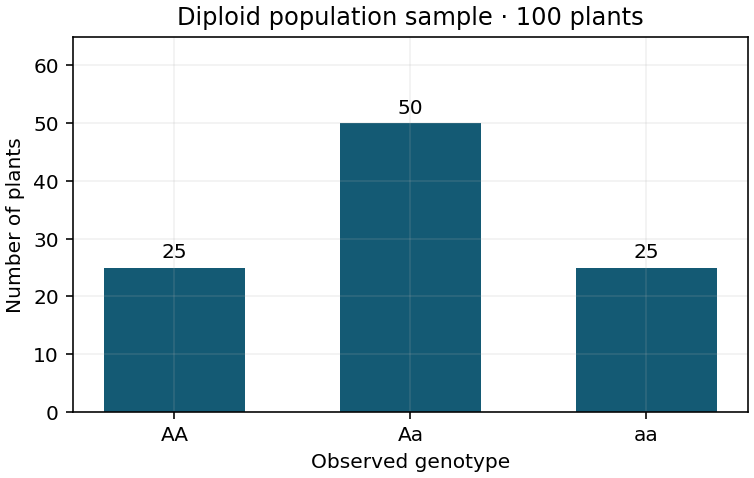 Diploid population sample · 100 plants
Number of plants
60
50
40
30
20
10
0
25
50
25
AA
Aa
aa
Observed genotype